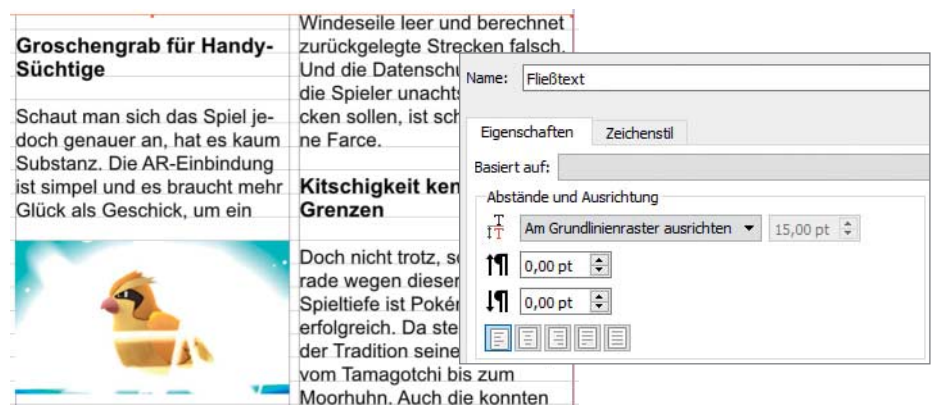 Groschengrab für Handy-
Süchtige
Schaut man sich das Spiel je-
doch genauer an, hat es kaum
Substanz. Die AR-Einbindung
ist simpel und es braucht mehr
Glück als Geschick, um ein
Windeseile leer und berechnet
zurückgelegte Strecken falsch.
Und die Datenschu
die Spieler unachts
cken sollen, ist sch
ne Farce.
Kitschigkeit ken
Grenzen
Doch nicht trotz, s
rade wegen dieser
Spieltiefe ist Poké
erfolgreich. Da ste
der Tradition seine
vom Tamagotchi bis zum
Moorhuhn. Auch die konnten
Name: Fließtext
Eigenschaften Zeichenstil
Basiert auf:
Abstände und Ausrichtung
Am Grundlinienraster ausrichten 15,00 pt
0,00 pt
0,00 pt